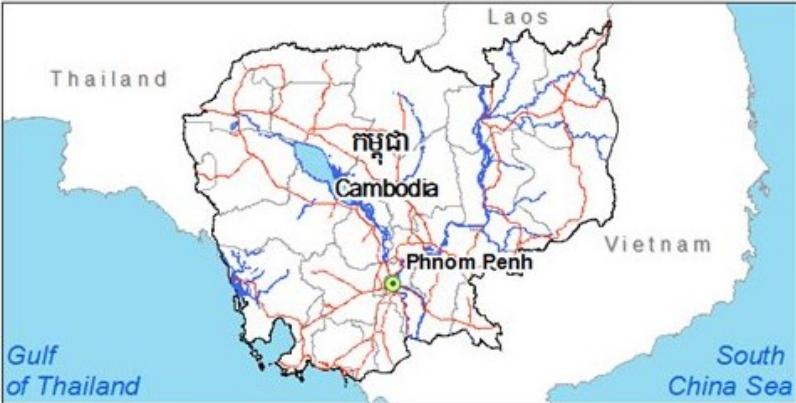 Laos
Thailand
កម្ពុជា
Cambodia
Vietnam
Phnom Penh
Gulf
of Thailand
South
China Sea